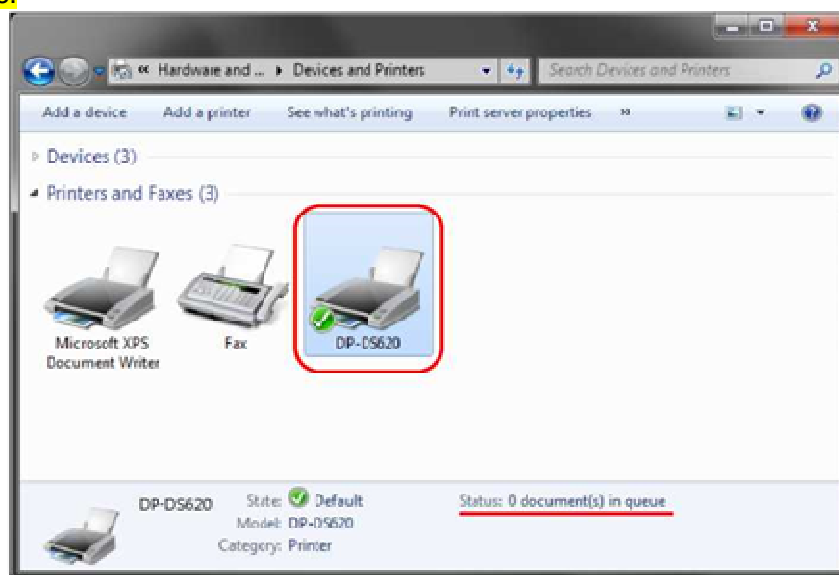 « Hardware and ... ▸ Devices and Printers
Search Devices and Printers
Add a device Add a printer See what's printing Print server properties »
Devices (3)
Printers and Faxes (3)
Microsoft XPS
Document Writer
Fax
DP-DS620
DP-DS620 State: Default Status: 0 document(s) in queue
Model: DP-DS620
Category: Printer